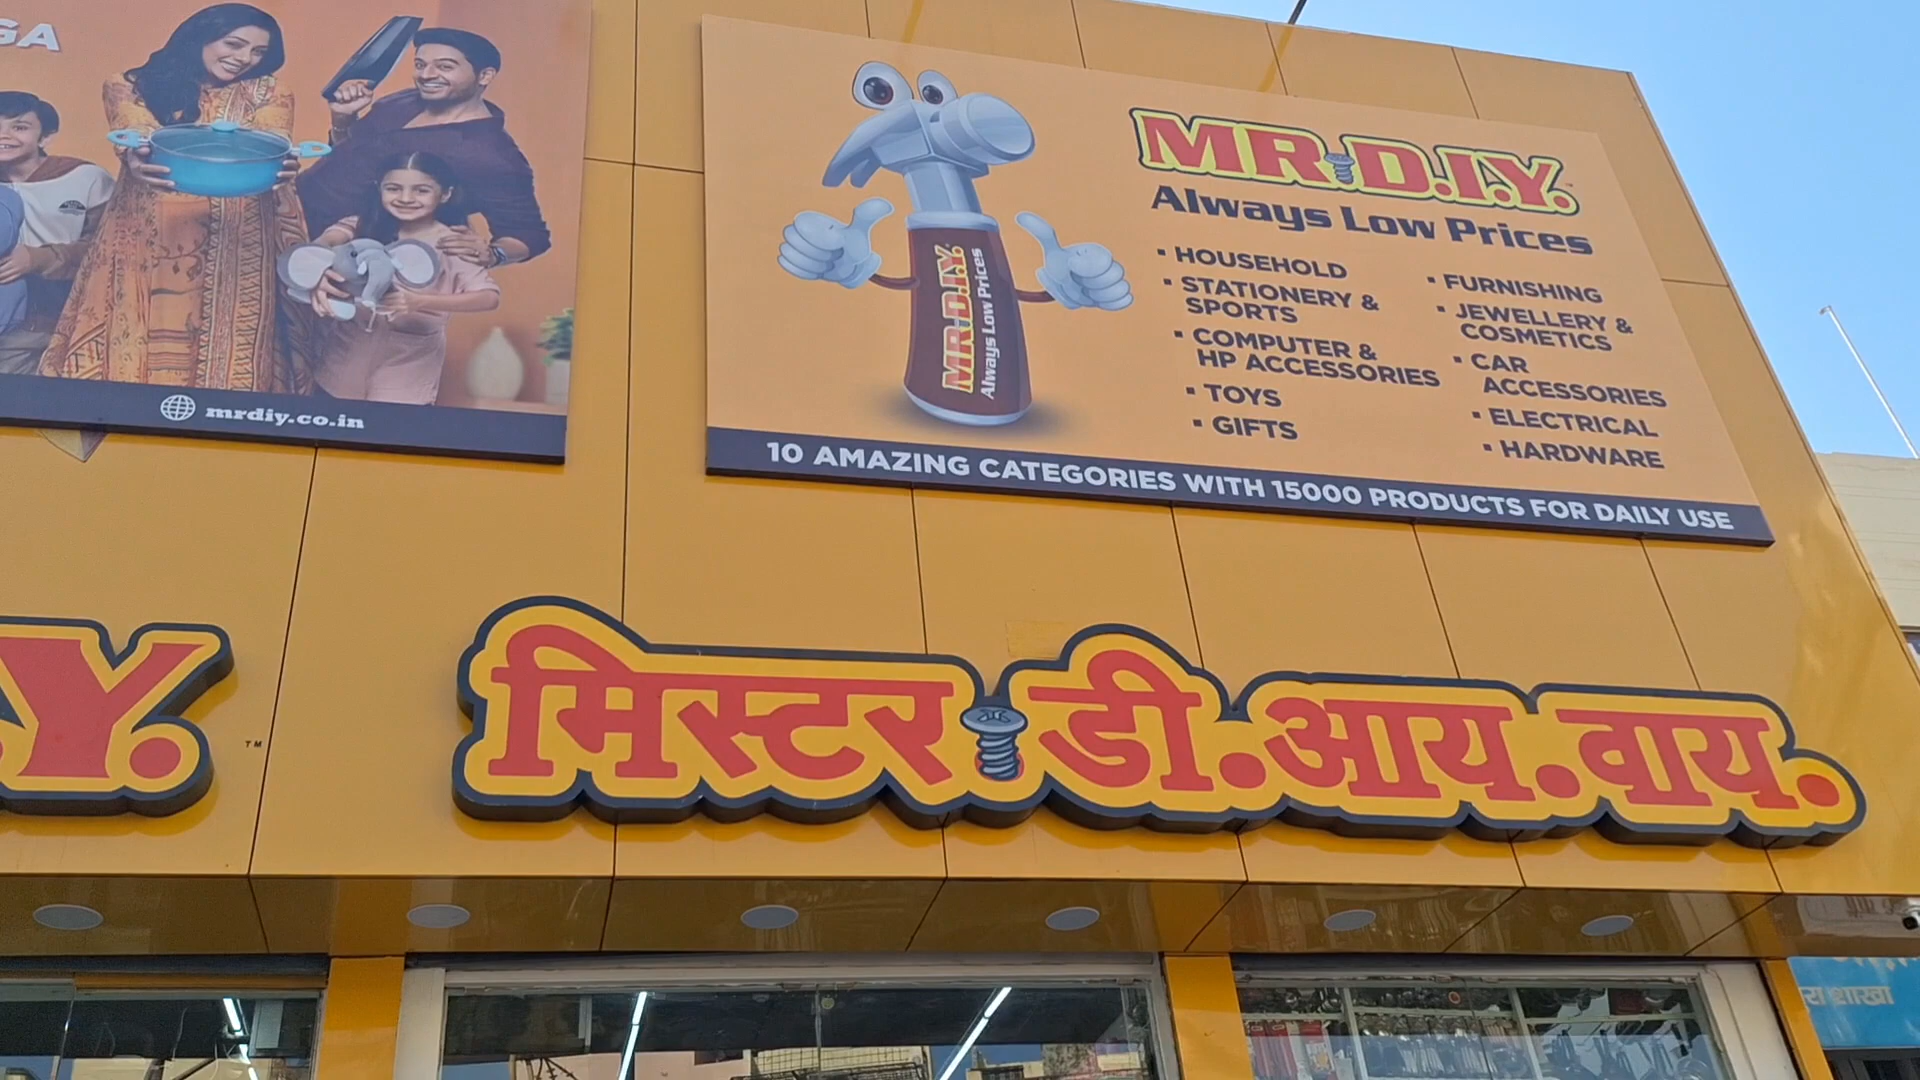 GA
mrdiy.co.in
MR.D.I.Y.
Always Low Prices
MR.D.I.Y.
Always Low Prices
▪ HOUSEHOLD
▪ STATIONERY &
SPORTS
▪ COMPUTER &
HP ACCESSORIES
▪ TOYS
▪ GIFTS
▪ FURNISHING
▪ JEWELLERY &
COSMETICS
▪ CAR
ACCESSORIES
▪ ELECTRICAL
▪ HARDWARE
10 AMAZING CATEGORIES WITH 15000 PRODUCTS FOR DAILY USE
.Y.
TM
मिस्टर डी.आय.वाय.
शाखा